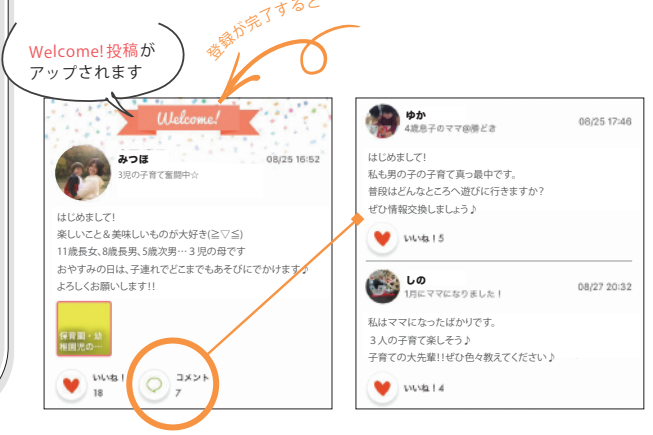 登録が完了すると
Welcome!投稿が
アップされます
Welcome!
みつほ
3児の子育て奮闘中☆
08/25 16:52
はじめまして!
楽しいこと&美味しいものが大好き(≧▽≦)
11歳長女、8歳長男、5歳次男…３児の母です
おやすみの日は、子連れでどこまでもあそびにでかけます♪
よろしくお願いします!!
保育園・幼
稚園児の…
いいね！
18
コメント
7
ゆか
4歳息子のママ@勝どき
08/25 17:46
はじめまして!
私も男の子の子育て真っ最中です。
普段はどんなところへ遊びに行きますか？
ぜひ情報交換しましょう♪
いいね！5
しの
1月にママになりました！
08/27 20:32
私はママになったばかりです。
３人の子育て楽しそう♪
子育ての大先輩!!ぜひ色々教えてください♪
いいね！4